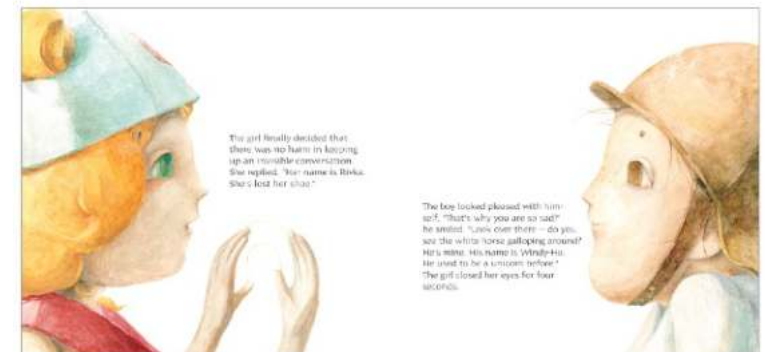 The girl finally decided that
there was no harm in keeping
up an invisible conversation.
She replied. "Her name is Rivka.
She's lost her shoe."
The boy looked pleased with him-
self. "That's why you are so sad?"
he smiled. "Look over there – do you
see the white horse galloping around?
He's mine. His name is Windy-Hu.
He used to be a unicorn before."
The girl closed her eyes for four
seconds.